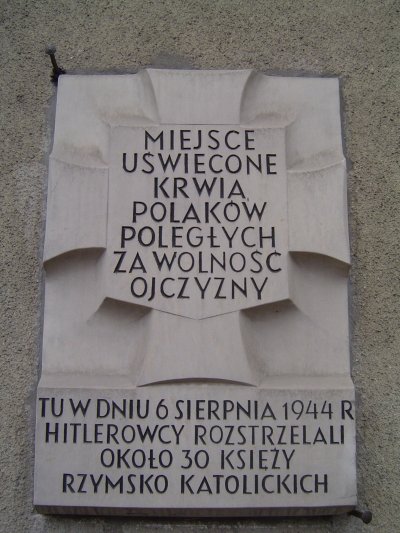 MIEJSCE
UŚWIĘCONE
KRWIĄ
POLAKÓW
POLEGŁYCH
ZA WOLNOŚĆ
OJCZYZNY
TU W DNIU 6 SIERPNIA 1944 R
HITLEROWCY ROZSTRZELALI
OKOŁO 30 KSIĘŻY
RZYMSKO KATOLICKICH